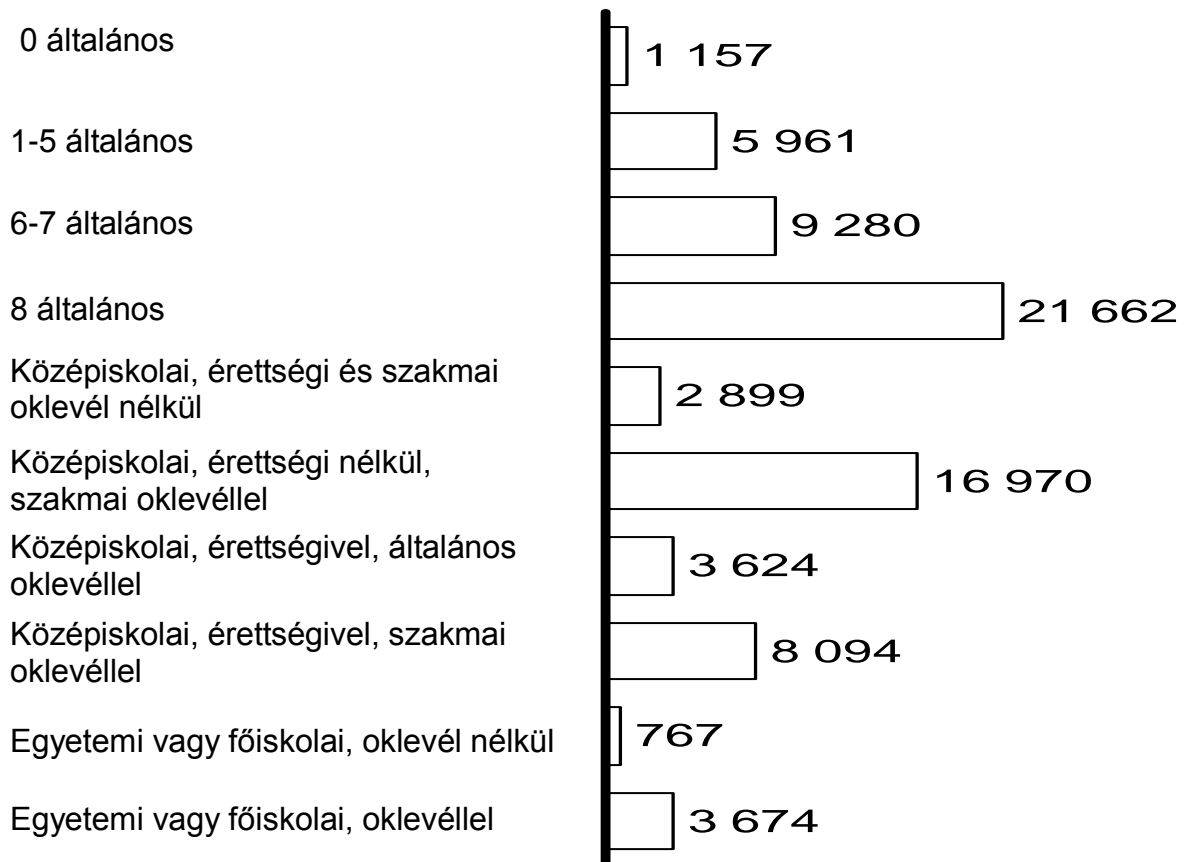 0 általános
1 157
1-5 általános
5 961
6-7 általános
9 280
8 általános
21 662
Középiskolai, érettségi és szakmai
oklevél nélkül
2 899
Középiskolai, érettségi nélkül,
szakmai oklevéllel
16 970
Középiskolai, érettségivel, általános
oklevéllel
3 624
Középiskolai, érettségivel, szakmai
oklevéllel
8 094
Egyetemi vagy főiskolai, oklevél nélkül
767
Egyetemi vagy főiskolai, oklevéllel
3 674